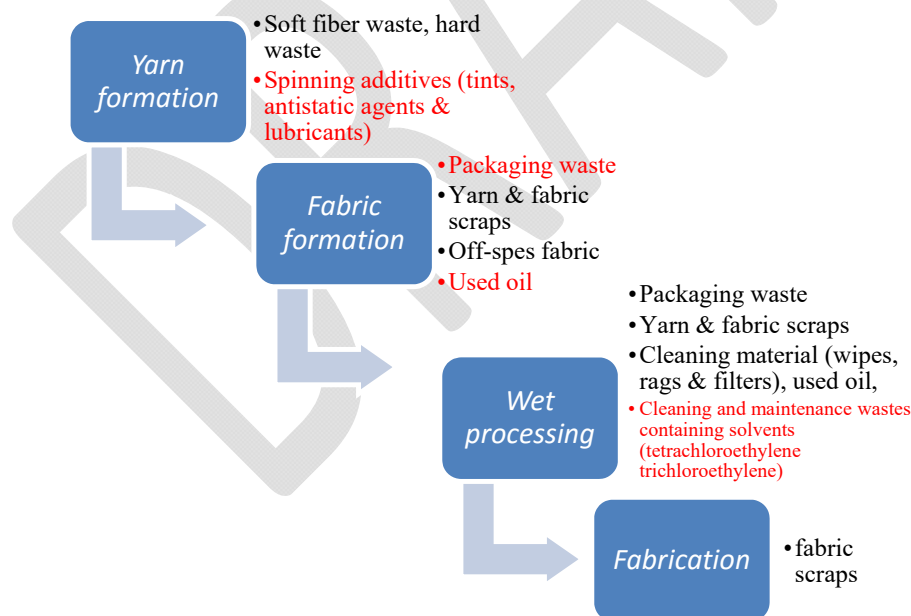 Yarn
formation
•Soft fiber waste, hard
waste
•Spinning additives (tints,
antistatic agents &
lubricants)
Fabric
formation
•Packaging waste
•Yarn & fabric
scraps
•Off-spes fabric
•Used oil
Wet
processing
•Packaging waste
•Yarn & fabric scraps
•Cleaning material (wipes,
rags & filters), used oil,
•Cleaning and maintenance wastes
containing solvents
(tetrachloroethylene
trichloroethylene)
Fabrication
•fabric
scraps